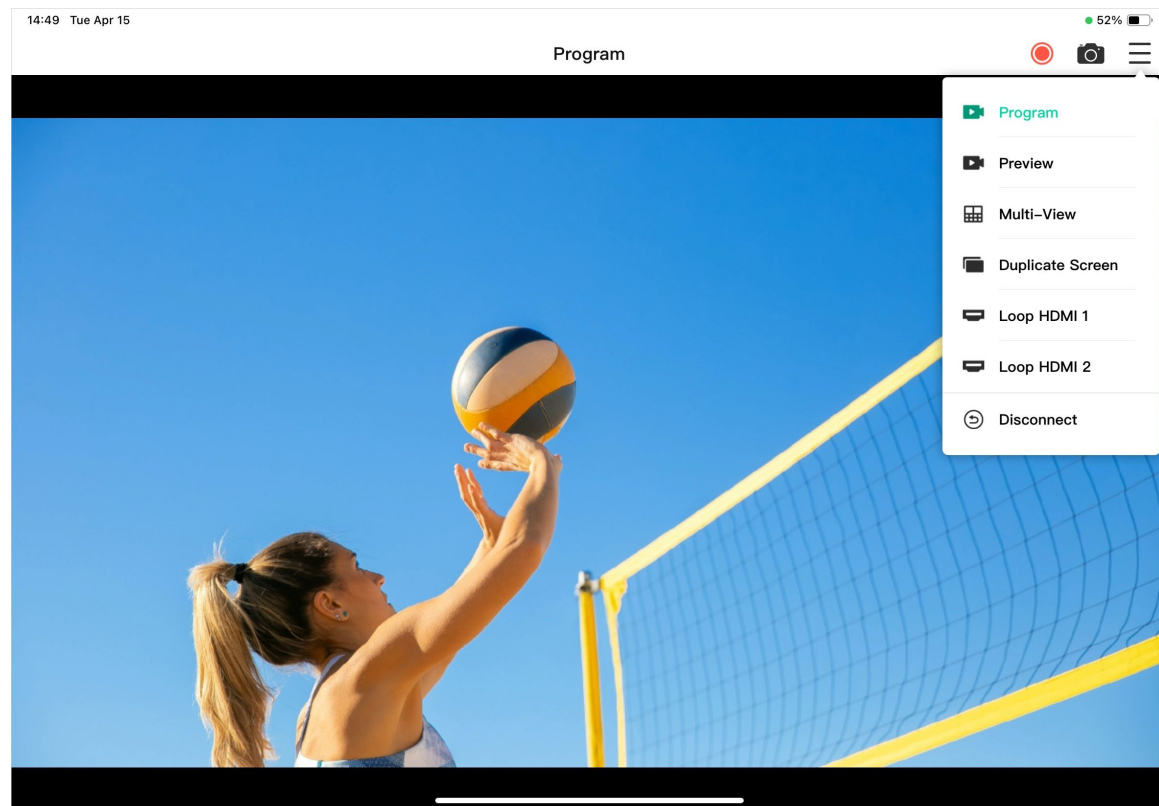 14:49 Tue Apr 15
52%
Program
Program
Preview
Multi–View
Duplicate Screen
Loop HDMI 1
Loop HDMI 2
Disconnect